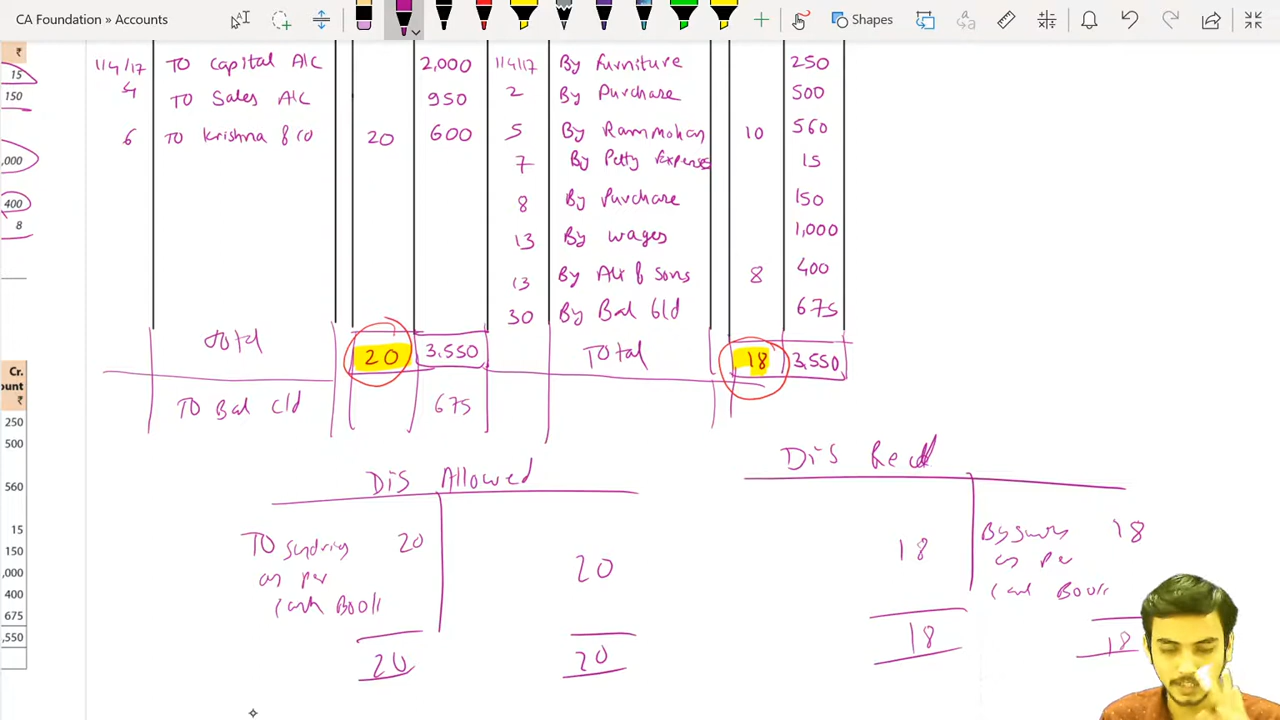 CA Foundation » Accounts
Shapes
₹
15
150
,000
400
8
Cr.
ount
₹
250
500
560
15
150
,000
400
675
,550
1/4/17 To Capital A/c 2,000 1/4/17 By Furniture 250
4 To Sales A/c 950 2 By Purchase 500
6 To Krishna & co 20 600 5 By Rammohan 10 560
7 By Petty Expenses 15
8 By Purchase 150
13 By wages 1,000
13 By & Sons 8 400
30 By Bal c/d 675
Total 20 3,550 Total 18 3,550
To Bal c/d 675
Dis Allowed
To Sundries 20
as per
Cash Book
20
20 20
Dis Recd
18
By 18
as per
Cash Book
18 18